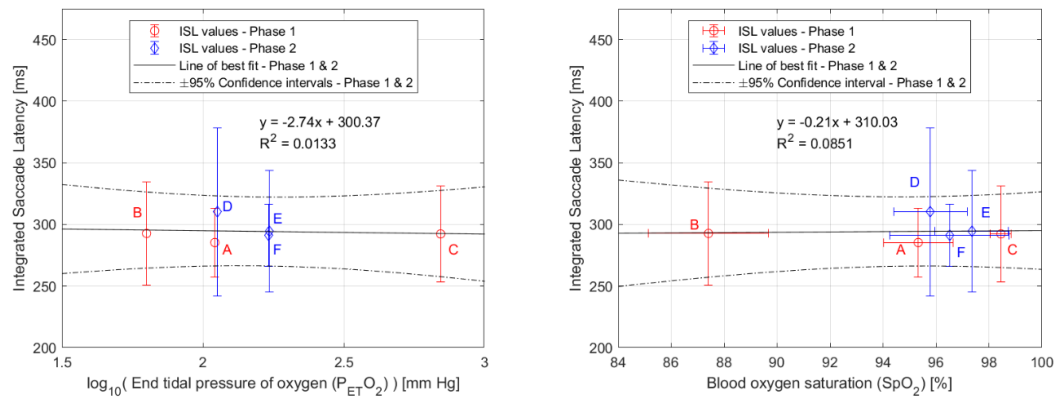 ISL values - Phase 1
ISL values - Phase 2
Line of best fit - Phase 1 & 2
±95% Confidence intervals - Phase 1 & 2
y = -2.74x + 300.37
R² = 0.0133
B
A
D
E
F
C
450
400
350
300
250
200
1.5
2
2.5
3
Integrated Saccade Latency [ms]
log₁₀( End tidal pressure of oxygen (P_ETO₂) ) [mm Hg]
ISL values - Phase 1
ISL values - Phase 2
Line of best fit - Phase 1 & 2
±95% Confidence intervals - Phase 1 & 2
y = -0.21x + 310.03
R² = 0.0851
B
D
A
E
F
C
450
400
350
300
250
200
84
86
88
90
92
94
96
98
100
Integrated Saccade Latency [ms]
Blood oxygen saturation (SpO₂) [%]